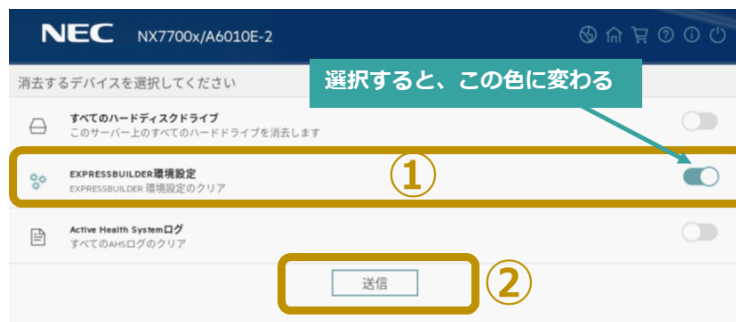 NEC NX7700x/A6010E-2
消去するデバイスを選択してください
選択すると、この色に変わる
すべてのハードディスクドライブ
このサーバー上のすべてのハードドライブを消去します
EXPRESSBUILDER環境設定
EXPRESSBUILDER 環境設定のクリア
①
Active Health Systemログ
すべてのAHSログのクリア
送信
②